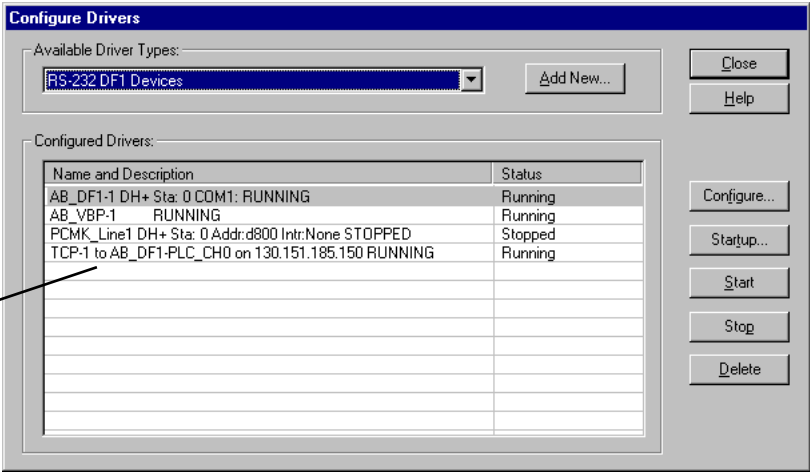 Configure Drivers
Available Driver Types:
RS-232 DF1 Devices
Add New...
Close
Help
Configured Drivers:
Name and Description Status
AB_DF1-1 DH+ Sta: 0 COM1: RUNNING Running
AB_VBP-1 RUNNING Running
PCMK_Line1 DH+ Sta: 0 Addr:d800 Intr:None STOPPED Stopped
TCP-1 to AB_DF1-PLC_CH0 on 130.151.185.150 RUNNING Running
Configure...
Startup...
Start
Stop
Delete